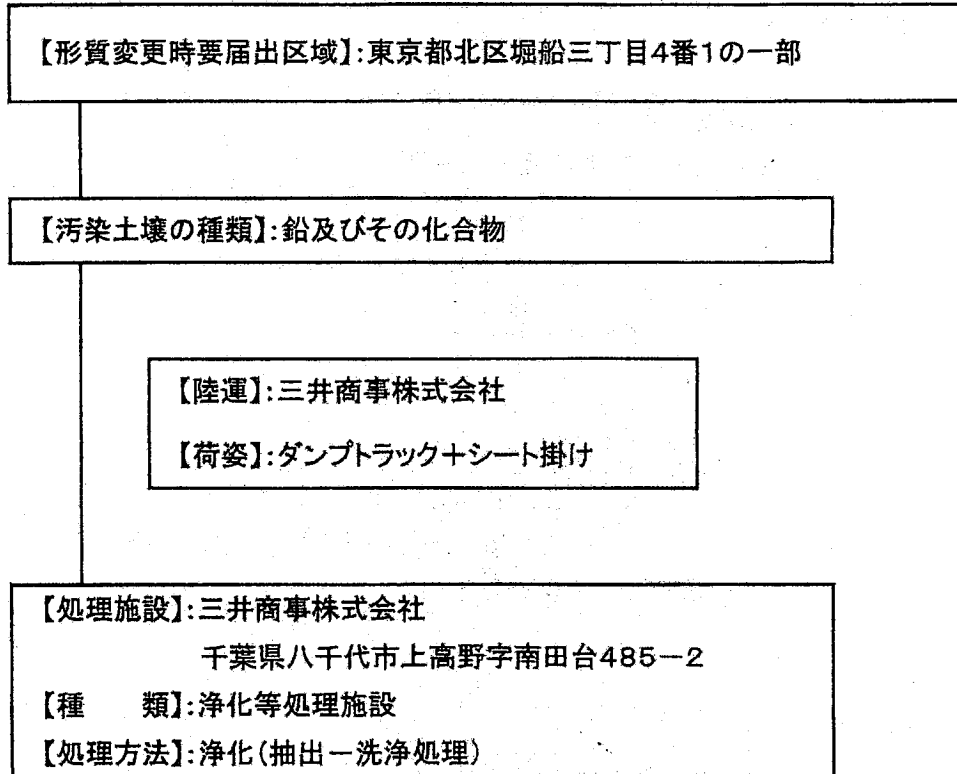 【形質変更時要届出区域】:東京都北区堀船三丁目4番1の一部
【汚染土壌の種類】:鉛及びその化合物
【陸運】:三井商事株式会社
【荷姿】:ダンプトラック+シート掛け
【処理施設】:三井商事株式会社
千葉県八千代市上高野字南田台485-2
【種　　類】:浄化等処理施設
【処理方法】:浄化(抽出-洗浄処理)